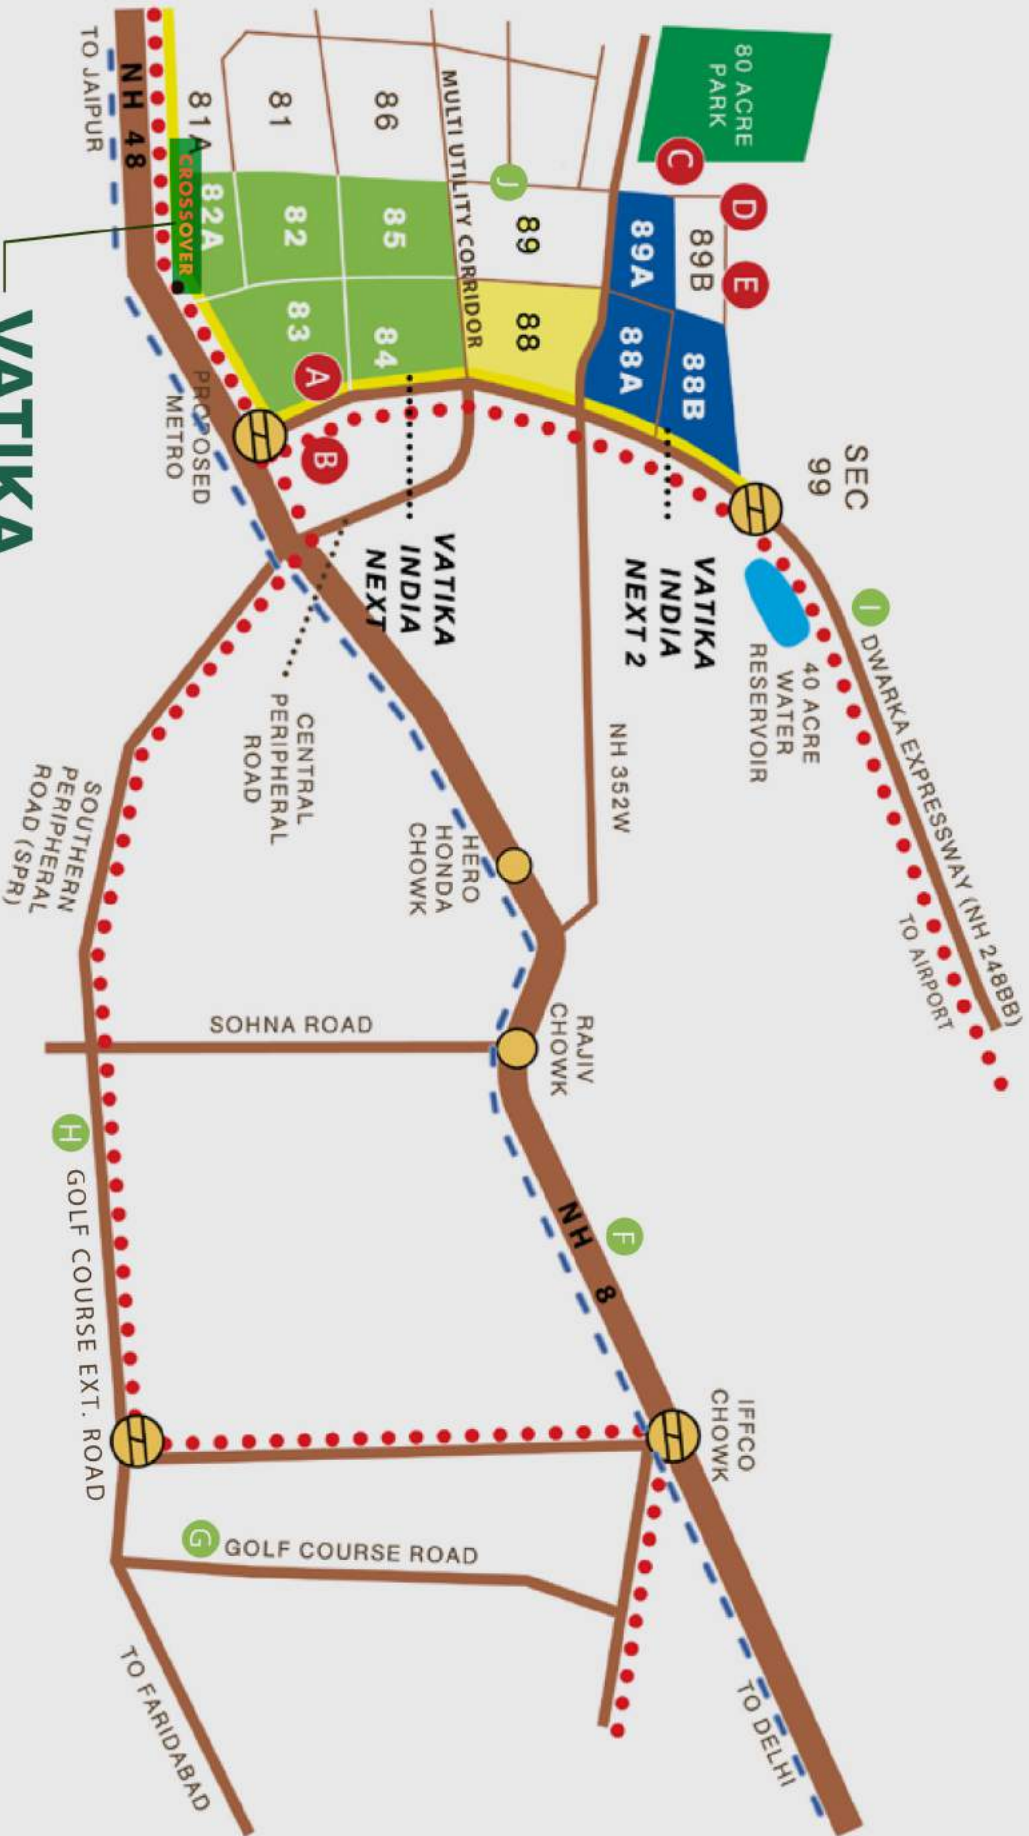 80 ACRE
PARK
C
D
E
89B
89A
88A
88B
SEC
99
I
DWARKA EXPRESSWAY (NH 248BB)
TO AIRPORT
40 ACRE
WATER
RESERVOIR
VATIKA
INDIA
NEXT 2
NH 352W
J
89
88
MULTI UTILITY CORRIDOR
86
85
84
81
82
83
81A
82A
A
B
CROSSOVER
NH 48
TO JAIPUR
PROPOSED
METRO
VATIKA
INDIA
NEXT
CENTRAL
PERIPHERAL
ROAD
HERO
HONDA
CHOWK
RAJIV
CHOWK
SOHNA ROAD
SOUTHERN
PERIPHERAL
ROAD (SPR)
H
GOLF COURSE EXT. ROAD
F
NH 8
IFFCO
CHOWK
G
GOLF COURSE ROAD
TO DELHI
TO FARIDABAD
VATIKA